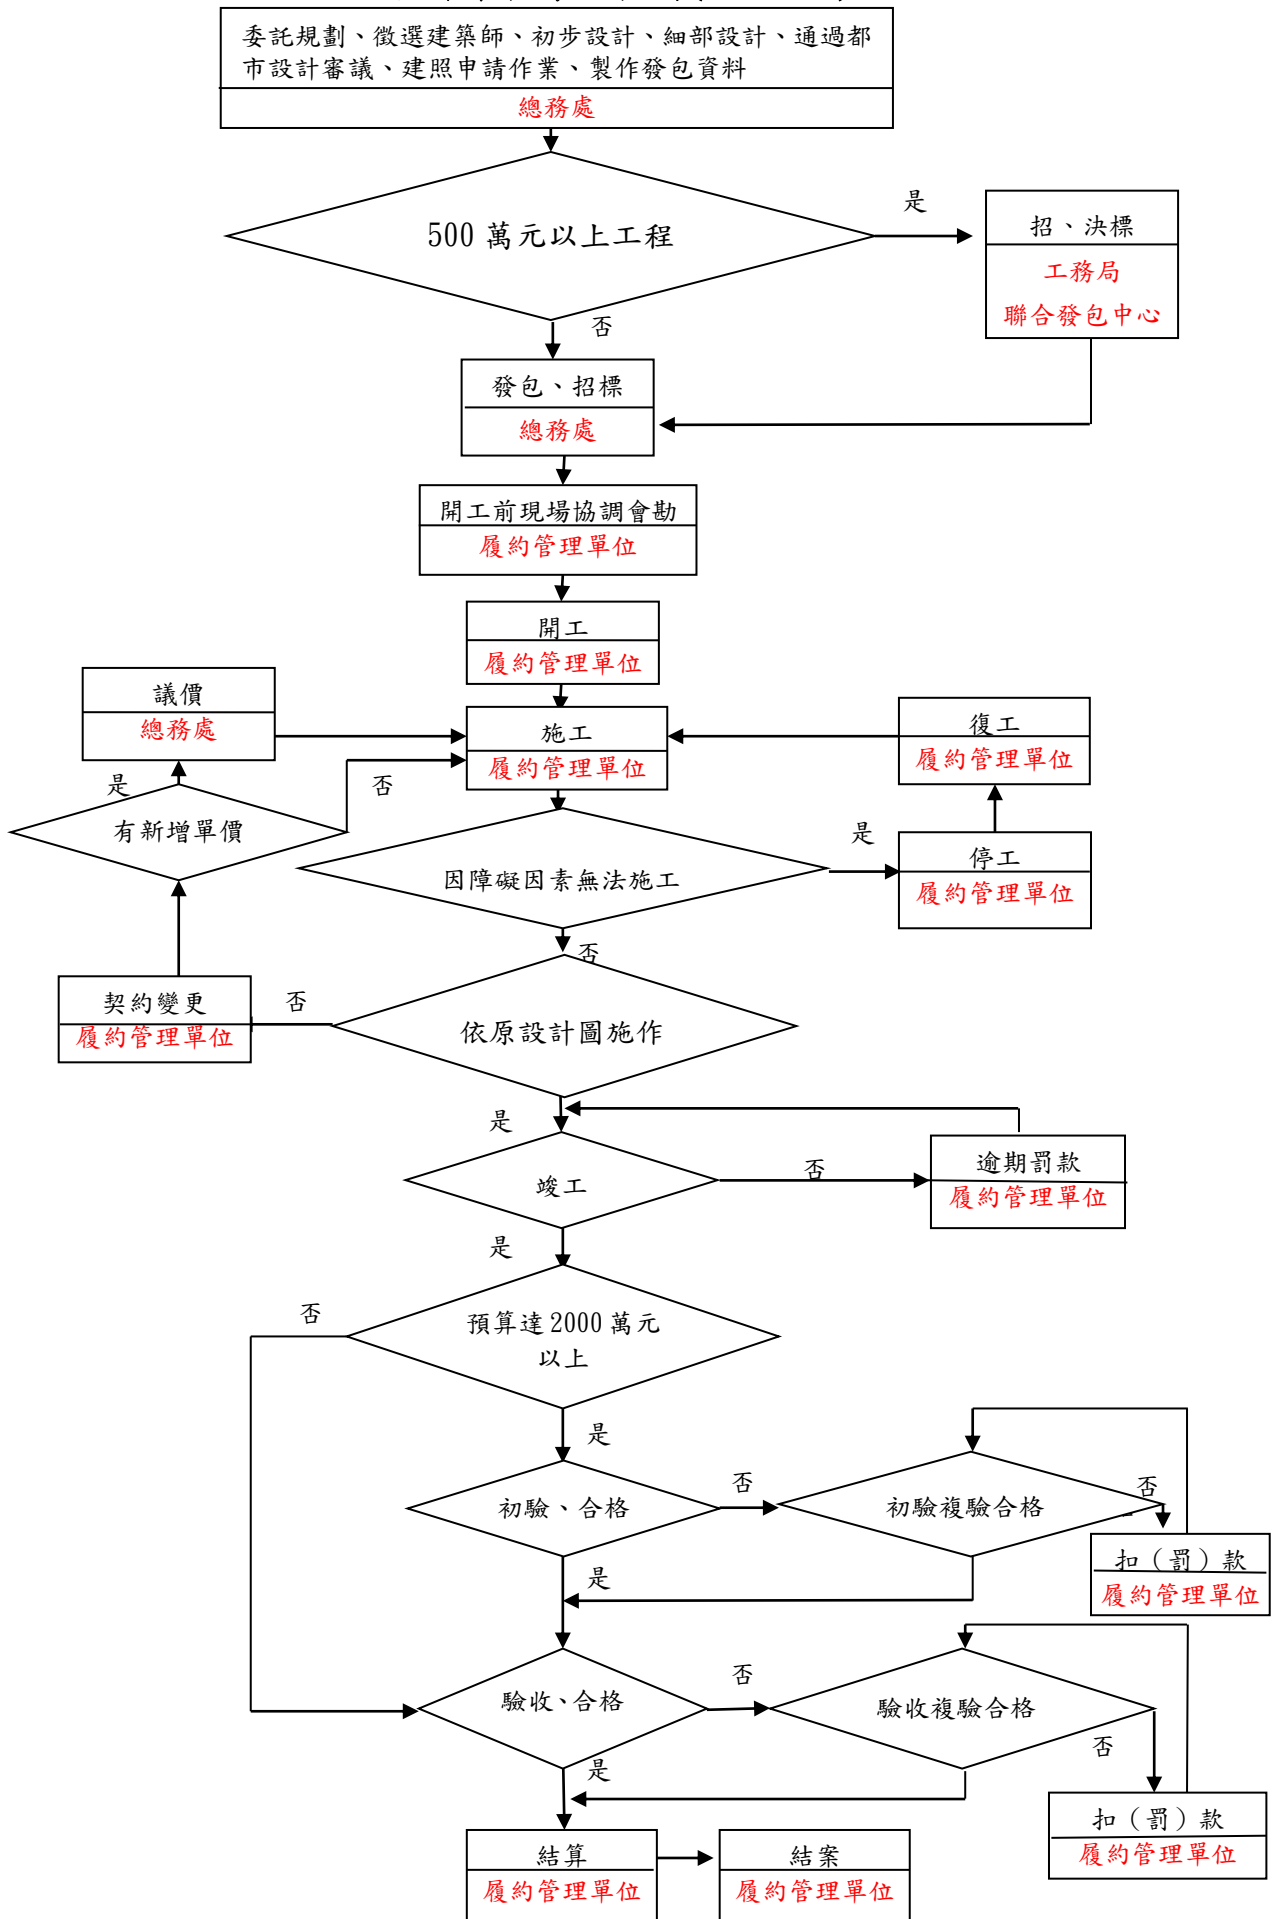 委託規劃、徵選建築師、初步設計、細部設計、通過都
市設計審議、建照申請作業、製作發包資料
總務處
500 萬元以上工程
是
招、決標
工務局
聯合發包中心
否
發包、招標
總務處
開工前現場協調會勘
履約管理單位
開工
履約管理單位
議價
總務處
施工
履約管理單位
復工
履約管理單位
是
否
有新增單價
因障礙因素無法施工
是
停工
履約管理單位
否
契約變更
履約管理單位
否
依原設計圖施作
是
竣工
否
逾期罰款
履約管理單位
是
預算達 2000 萬元
以上
否
是
初驗、合格
否
初驗複驗合格
否
扣（罰）款
履約管理單位
是
驗收、合格
否
驗收複驗合格
否
扣（罰）款
履約管理單位
是
結算
履約管理單位
結案
履約管理單位